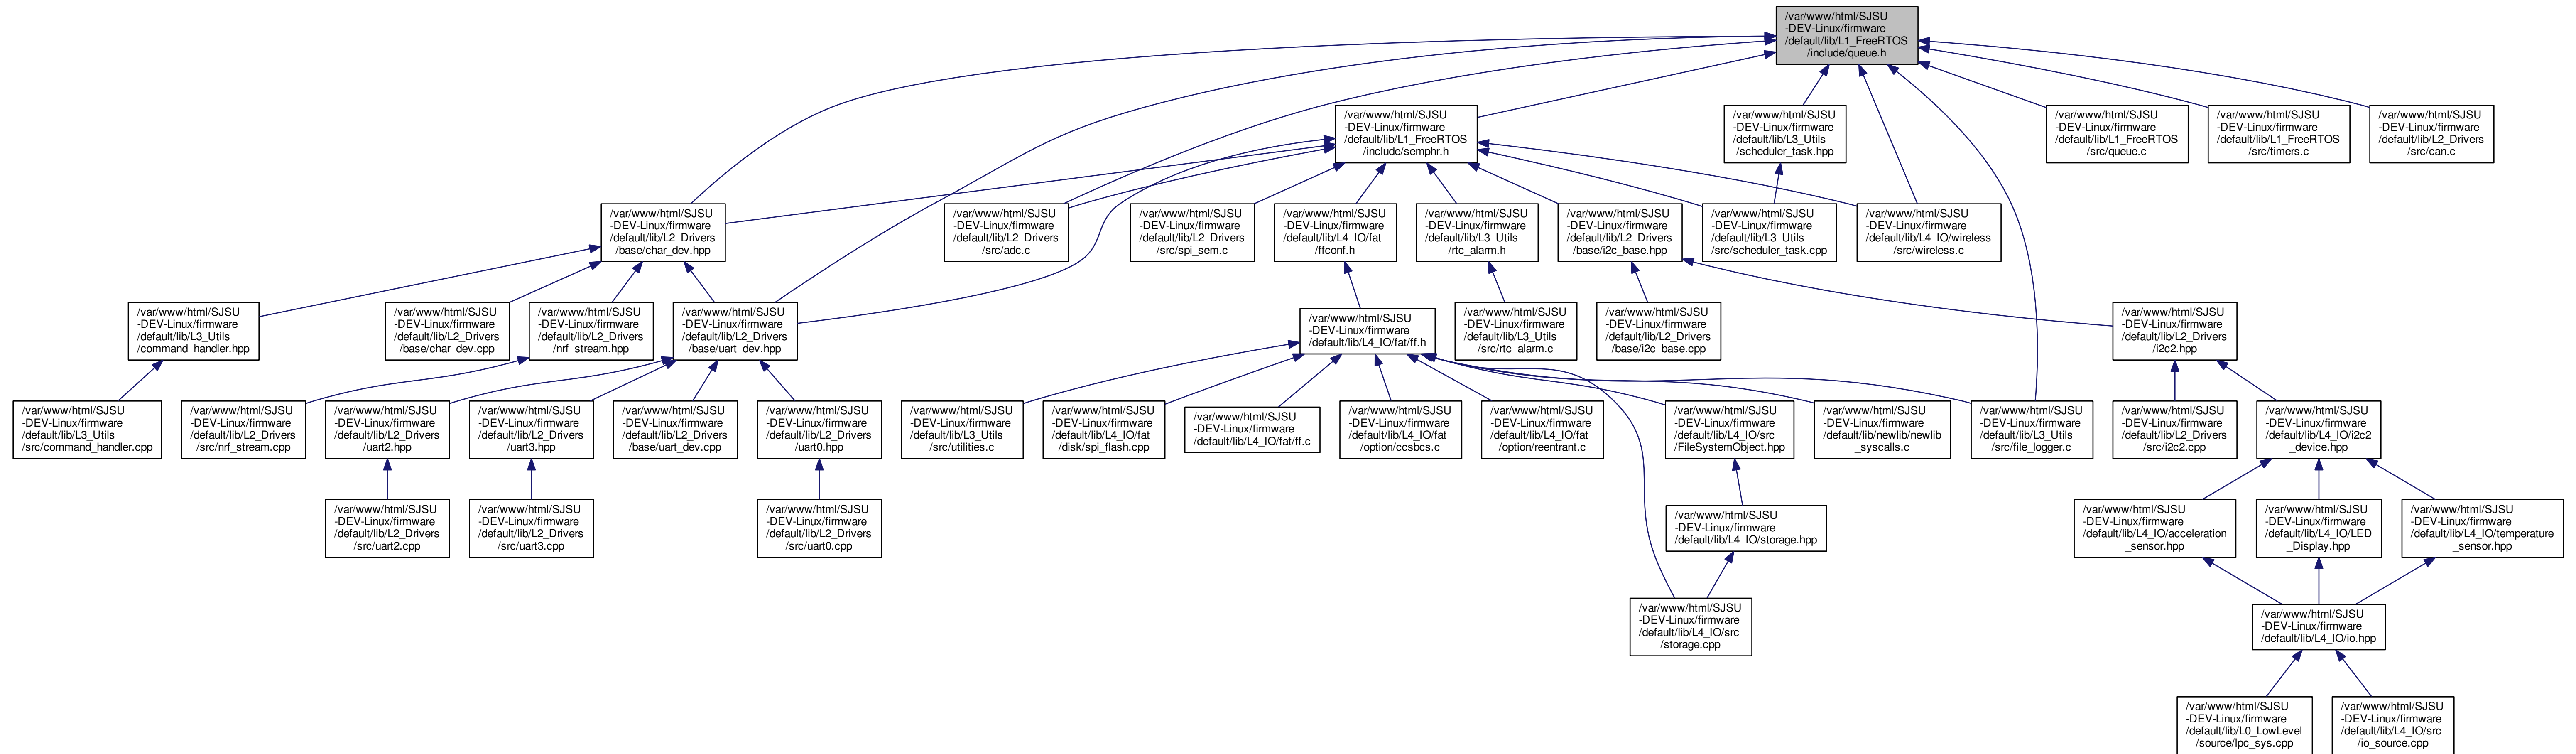 /var/www/html/SJSU
-DEV-Linux/firmware
/default/lib/L1_FreeRTOS
/include/queue.h
/var/www/html/SJSU
-DEV-Linux/firmware
/default/lib/L1_FreeRTOS
/include/semphr.h
/var/www/html/SJSU
-DEV-Linux/firmware
/default/lib/L3_Utils
/scheduler_task.hpp
/var/www/html/SJSU
-DEV-Linux/firmware
/default/lib/L1_FreeRTOS
/src/queue.c
/var/www/html/SJSU
-DEV-Linux/firmware
/default/lib/L1_FreeRTOS
/src/timers.c
/var/www/html/SJSU
-DEV-Linux/firmware
/default/lib/L2_Drivers
/src/can.c
/var/www/html/SJSU
-DEV-Linux/firmware
/default/lib/L2_Drivers
/base/char_dev.hpp
/var/www/html/SJSU
-DEV-Linux/firmware
/default/lib/L2_Drivers
/src/adc.c
/var/www/html/SJSU
-DEV-Linux/firmware
/default/lib/L2_Drivers
/src/spi_sem.c
/var/www/html/SJSU
-DEV-Linux/firmware
/default/lib/L4_IO/fat
/ffconf.h
/var/www/html/SJSU
-DEV-Linux/firmware
/default/lib/L3_Utils
/rtc_alarm.h
/var/www/html/SJSU
-DEV-Linux/firmware
/default/lib/L2_Drivers
/base/i2c_base.hpp
/var/www/html/SJSU
-DEV-Linux/firmware
/default/lib/L3_Utils
/src/scheduler_task.cpp
/var/www/html/SJSU
-DEV-Linux/firmware
/default/lib/L4_IO/wireless
/src/wireless.c
/var/www/html/SJSU
-DEV-Linux/firmware
/default/lib/L3_Utils
/command_handler.hpp
/var/www/html/SJSU
-DEV-Linux/firmware
/default/lib/L2_Drivers
/base/char_dev.cpp
/var/www/html/SJSU
-DEV-Linux/firmware
/default/lib/L2_Drivers
/nrf_stream.hpp
/var/www/html/SJSU
-DEV-Linux/firmware
/default/lib/L2_Drivers
/base/uart_dev.hpp
/var/www/html/SJSU
-DEV-Linux/firmware
/default/lib/L4_IO/fat/ff.h
/var/www/html/SJSU
-DEV-Linux/firmware
/default/lib/L3_Utils
/src/rtc_alarm.c
/var/www/html/SJSU
-DEV-Linux/firmware
/default/lib/L2_Drivers
/base/i2c_base.cpp
/var/www/html/SJSU
-DEV-Linux/firmware
/default/lib/L2_Drivers
/i2c2.hpp
/var/www/html/SJSU
-DEV-Linux/firmware
/default/lib/L3_Utils
/src/command_handler.cpp
/var/www/html/SJSU
-DEV-Linux/firmware
/default/lib/L2_Drivers
/src/nrf_stream.cpp
/var/www/html/SJSU
-DEV-Linux/firmware
/default/lib/L2_Drivers
/uart2.hpp
/var/www/html/SJSU
-DEV-Linux/firmware
/default/lib/L2_Drivers
/uart3.hpp
/var/www/html/SJSU
-DEV-Linux/firmware
/default/lib/L2_Drivers
/base/uart_dev.cpp
/var/www/html/SJSU
-DEV-Linux/firmware
/default/lib/L2_Drivers
/uart0.hpp
/var/www/html/SJSU
-DEV-Linux/firmware
/default/lib/L3_Utils
/src/utilities.c
/var/www/html/SJSU
-DEV-Linux/firmware
/default/lib/L4_IO/fat
/disk/spi_flash.cpp
/var/www/html/SJSU
-DEV-Linux/firmware
/default/lib/L4_IO/fat/ff.c
/var/www/html/SJSU
-DEV-Linux/firmware
/default/lib/L4_IO/fat
/option/ccsbcs.c
/var/www/html/SJSU
-DEV-Linux/firmware
/default/lib/L4_IO/fat
/option/reentrant.c
/var/www/html/SJSU
-DEV-Linux/firmware
/default/lib/L4_IO/src
/FileSystemObject.hpp
/var/www/html/SJSU
-DEV-Linux/firmware
/default/lib/newlib/newlib
_syscalls.c
/var/www/html/SJSU
-DEV-Linux/firmware
/default/lib/L3_Utils
/src/file_logger.c
/var/www/html/SJSU
-DEV-Linux/firmware
/default/lib/L2_Drivers
/src/i2c2.cpp
/var/www/html/SJSU
-DEV-Linux/firmware
/default/lib/L4_IO/i2c2
_device.hpp
/var/www/html/SJSU
-DEV-Linux/firmware
/default/lib/L2_Drivers
/src/uart2.cpp
/var/www/html/SJSU
-DEV-Linux/firmware
/default/lib/L2_Drivers
/src/uart3.cpp
/var/www/html/SJSU
-DEV-Linux/firmware
/default/lib/L2_Drivers
/src/uart0.cpp
/var/www/html/SJSU
-DEV-Linux/firmware
/default/lib/L4_IO/storage.hpp
/var/www/html/SJSU
-DEV-Linux/firmware
/default/lib/L4_IO/acceleration
_sensor.hpp
/var/www/html/SJSU
-DEV-Linux/firmware
/default/lib/L4_IO/LED
_Display.hpp
/var/www/html/SJSU
-DEV-Linux/firmware
/default/lib/L4_IO/temperature
_sensor.hpp
/var/www/html/SJSU
-DEV-Linux/firmware
/default/lib/L4_IO/src
/storage.cpp
/var/www/html/SJSU
-DEV-Linux/firmware
/default/lib/L4_IO/io.hpp
/var/www/html/SJSU
-DEV-Linux/firmware
/default/lib/L0_LowLevel
/source/lpc_sys.cpp
/var/www/html/SJSU
-DEV-Linux/firmware
/default/lib/L4_IO/src
/io_source.cpp